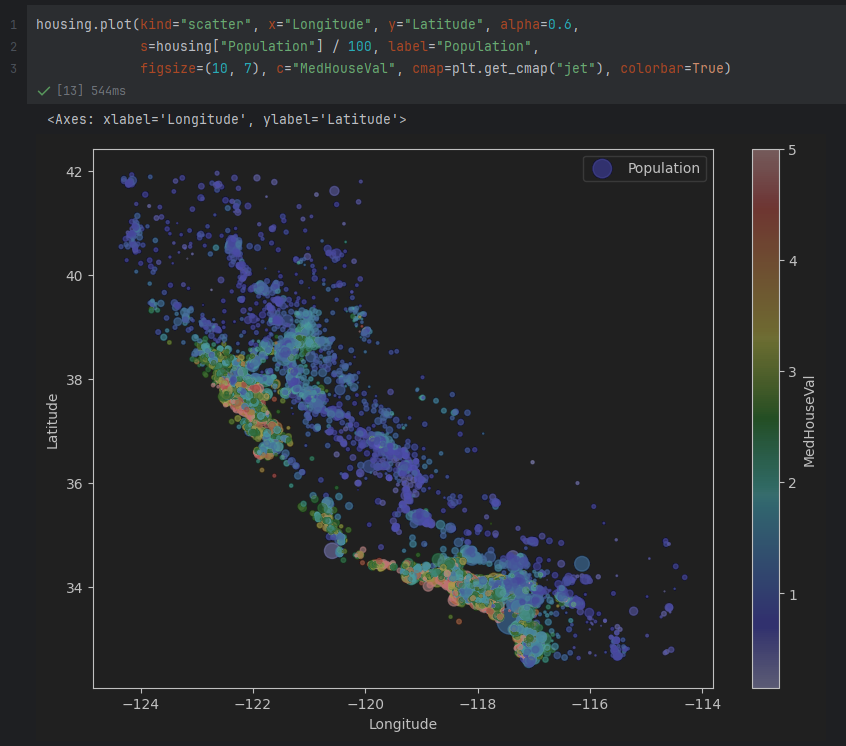 1 housing.plot(kind="scatter", x="Longitude", y="Latitude", alpha=0.6,
2 s=housing["Population"] / 100, label="Population",
3 figsize=(10, 7), c="MedHouseVal", cmap=plt.get_cmap("jet"), colorbar=True)
[13] 544ms
<Axes: xlabel='Longitude', ylabel='Latitude'>
Population
42
40
38
36
34
Latitude
−124 −122 −120 −118 −116 −114
Longitude
5
4
3
2
1
MedHouseVal